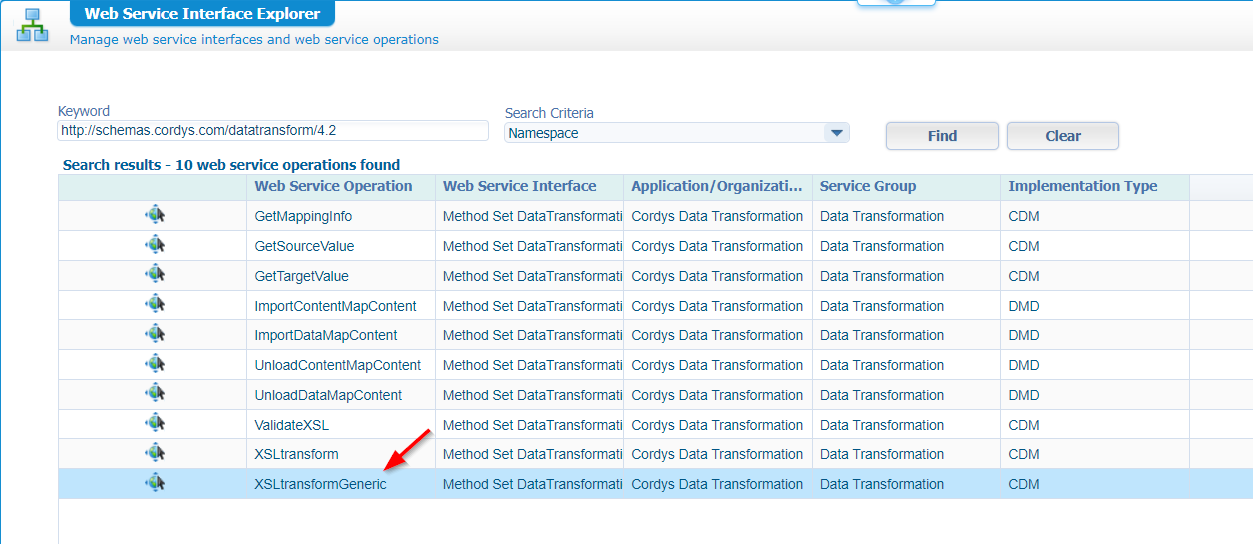 Web Service Interface Explorer
Manage web service interfaces and web service operations
Keyword
Search Criteria
http://schemas.cordys.com/datatransform/4.2
Namespace
Find
Clear
Search results - 10 web service operations found
Web Service Operation Web Service Interface Application/Organizati... Service Group Implementation Type
GetMappingInfo Method Set DataTransformati Cordys Data Transformation Data Transformation CDM
GetSourceValue Method Set DataTransformati Cordys Data Transformation Data Transformation CDM
GetTargetValue Method Set DataTransformati Cordys Data Transformation Data Transformation CDM
ImportContentMapContent Method Set DataTransformati Cordys Data Transformation Data Transformation DMD
ImportDataMapContent Method Set DataTransformati Cordys Data Transformation Data Transformation DMD
UnloadContentMapContent Method Set DataTransformati Cordys Data Transformation Data Transformation DMD
UnloadDataMapContent Method Set DataTransformati Cordys Data Transformation Data Transformation DMD
ValidateXSL Method Set DataTransformati Cordys Data Transformation Data Transformation CDM
XSLtransform Method Set DataTransformati Cordys Data Transformation Data Transformation CDM
XSLtransformGeneric Method Set DataTransformati Cordys Data Transformation Data Transformation CDM